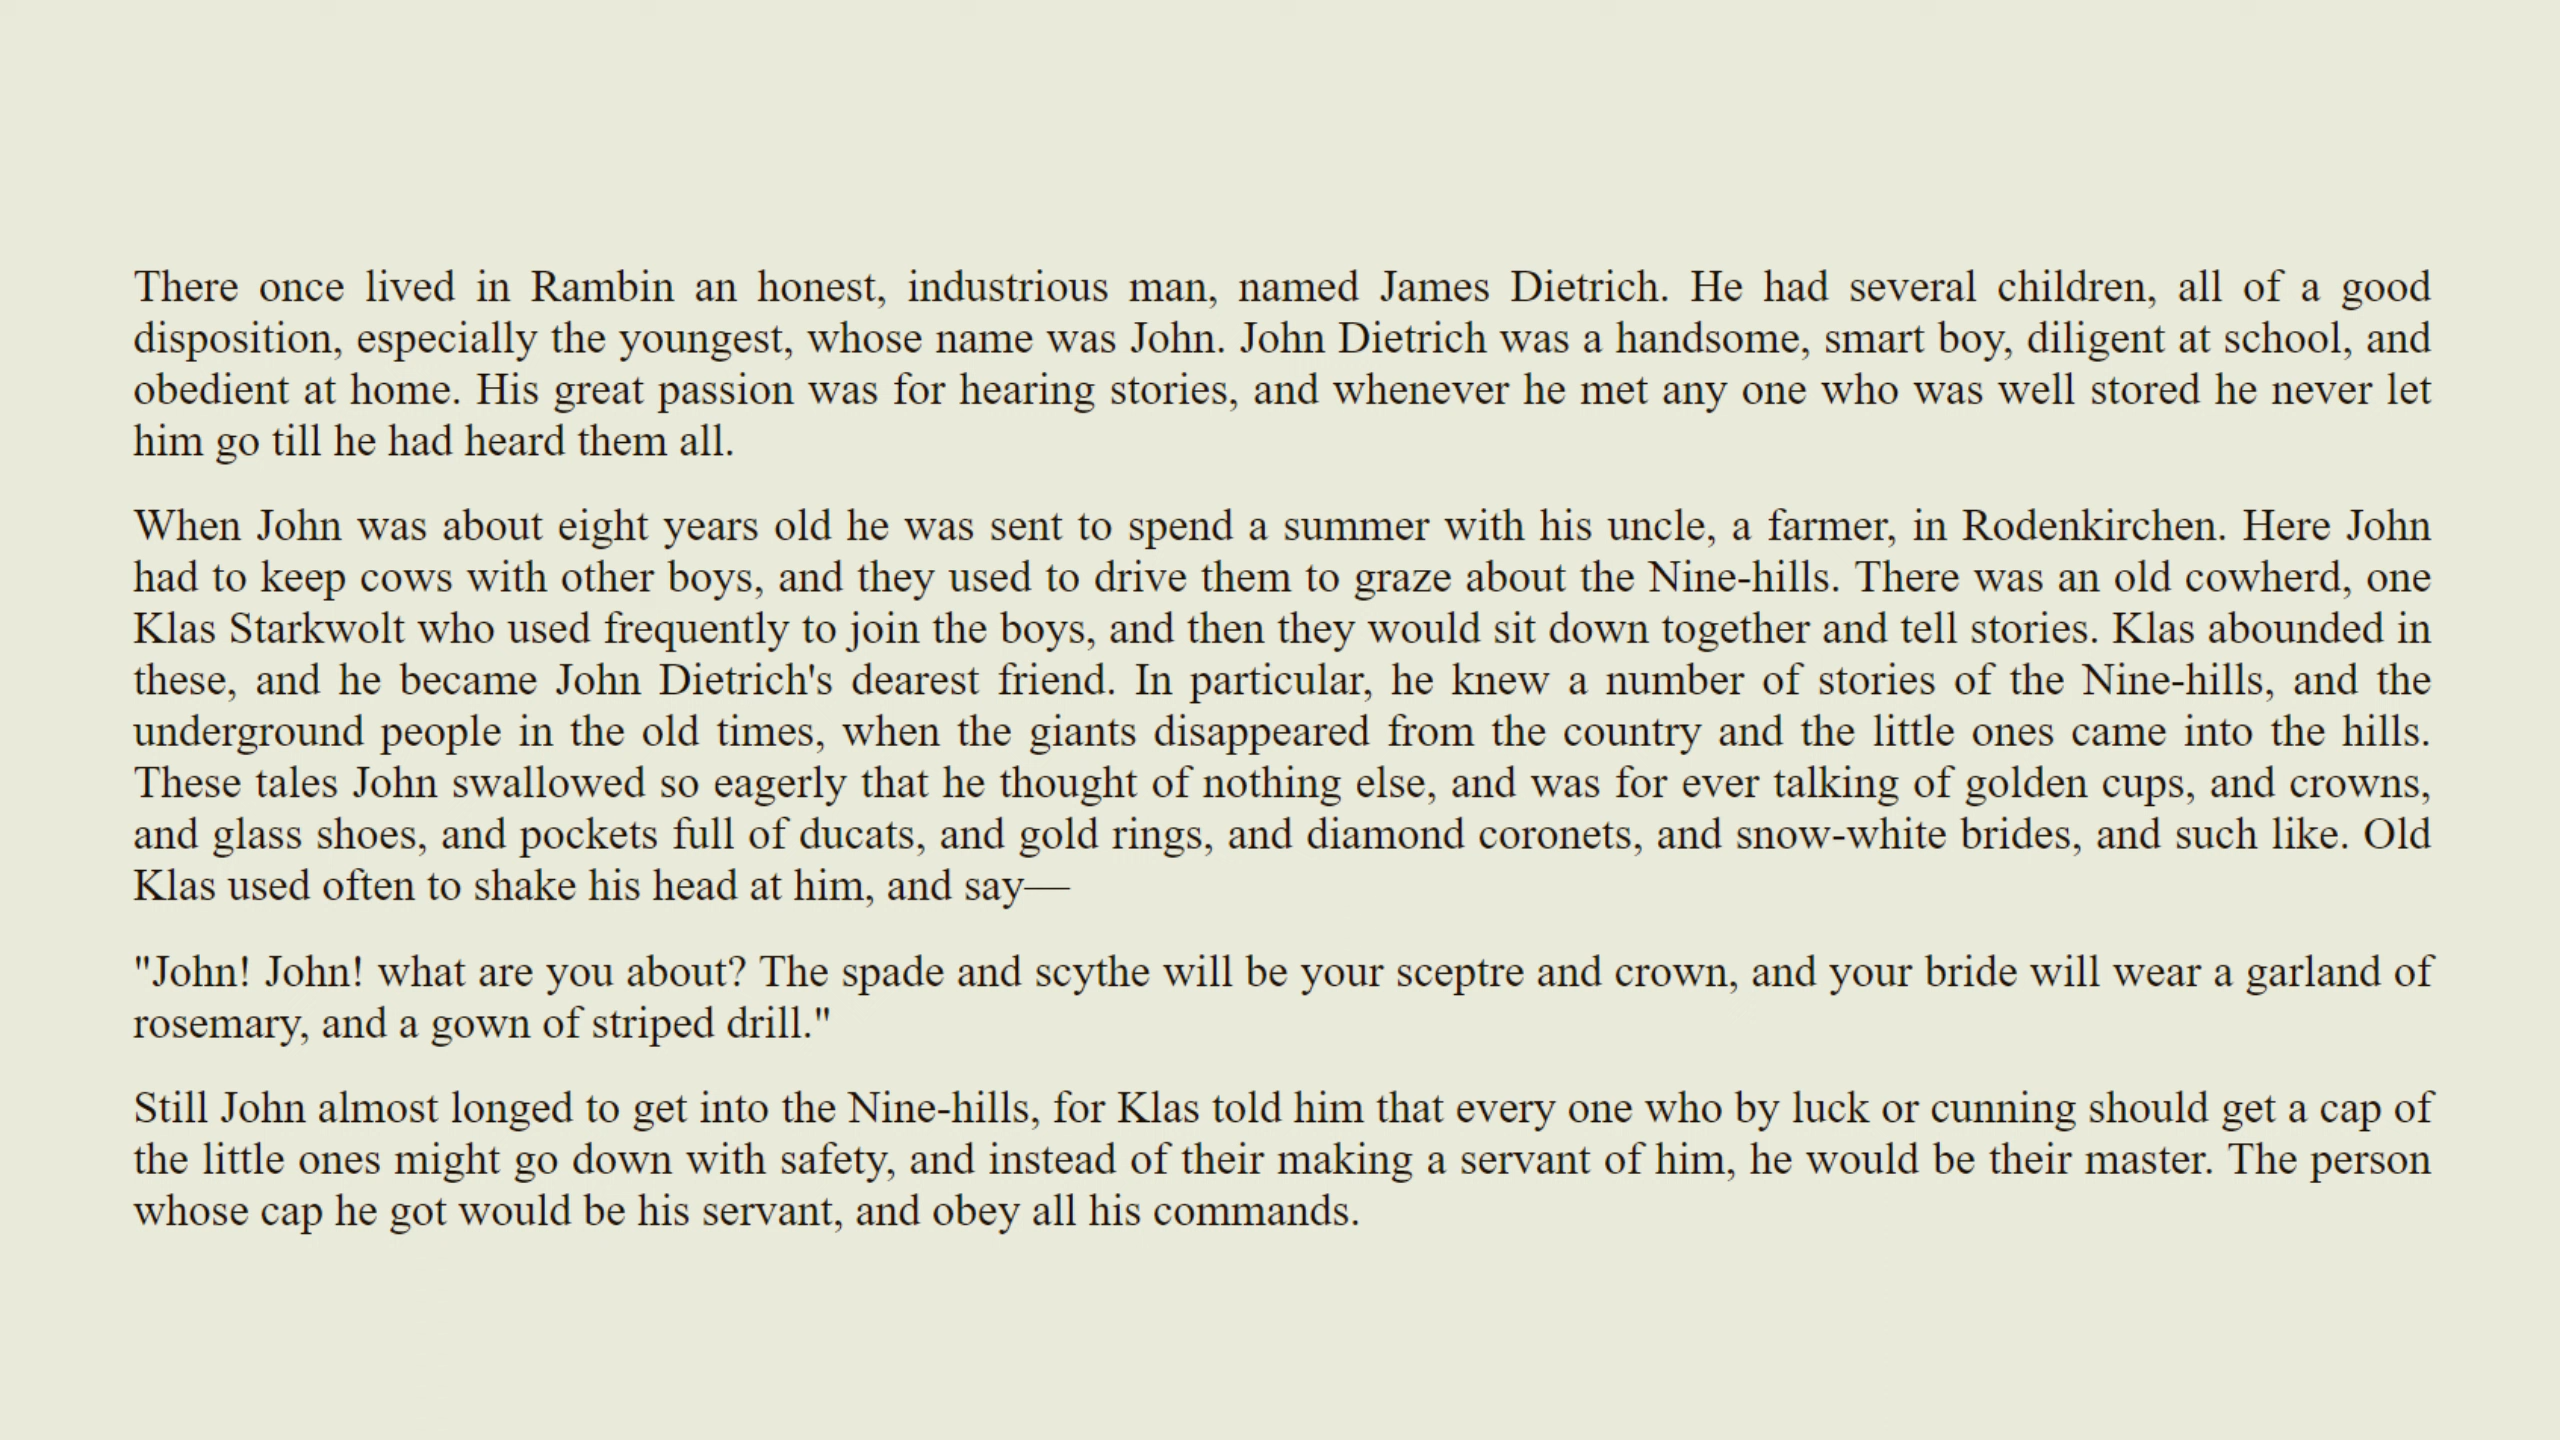 There once lived in Rambin an honest, industrious man, named James Dietrich. He had several children, all of a good
disposition, especially the youngest, whose name was John. John Dietrich was a handsome, smart boy, diligent at school, and
obedient at home. His great passion was for hearing stories, and whenever he met any one who was well stored he never let
him go till he had heard them all.
When John was about eight years old he was sent to spend a summer with his uncle, a farmer, in Rodenkirchen. Here John
had to keep cows with other boys, and they used to drive them to graze about the Nine-hills. There was an old cowherd, one
Klas Starkwolt who used frequently to join the boys, and then they would sit down together and tell stories. Klas abounded in
these, and he became John Dietrich's dearest friend. In particular, he knew a number of stories of the Nine-hills, and the
underground people in the old times, when the giants disappeared from the country and the little ones came into the hills.
These tales John swallowed so eagerly that he thought of nothing else, and was for ever talking of golden cups, and crowns,
and glass shoes, and pockets full of ducats, and gold rings, and diamond coronets, and snow-white brides, and such like. Old
Klas used often to shake his head at him, and say—
"John! John! what are you about? The spade and scythe will be your sceptre and crown, and your bride will wear a garland of
rosemary, and a gown of striped drill."
Still John almost longed to get into the Nine-hills, for Klas told him that every one who by luck or cunning should get a cap of
the little ones might go down with safety, and instead of their making a servant of him, he would be their master. The person
whose cap he got would be his servant, and obey all his commands.